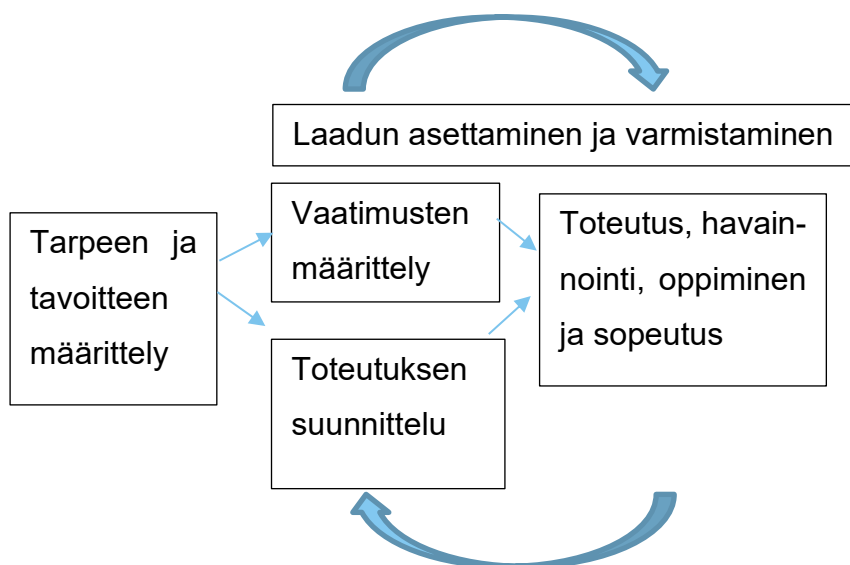 Laadun asettaminen ja varmistaminen
Tarpeen ja
tavoitteen
määrittely
Vaatimusten
määrittely
Toteutuksen
suunnittelu
Toteutus, havain-
nointi, oppiminen
ja sopeutus